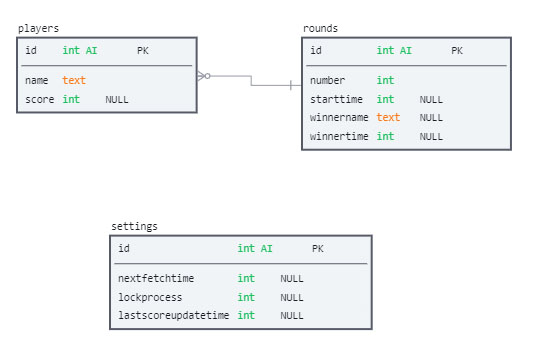 players
id int AI PK
name text
score int NULL
rounds
id int AI PK
number int
starttime int NULL
winnername text NULL
winnertime int NULL
settings
id int AI PK
nextfetchtime int NULL
lockprocess int NULL
lastscoreupdatetime int NULL